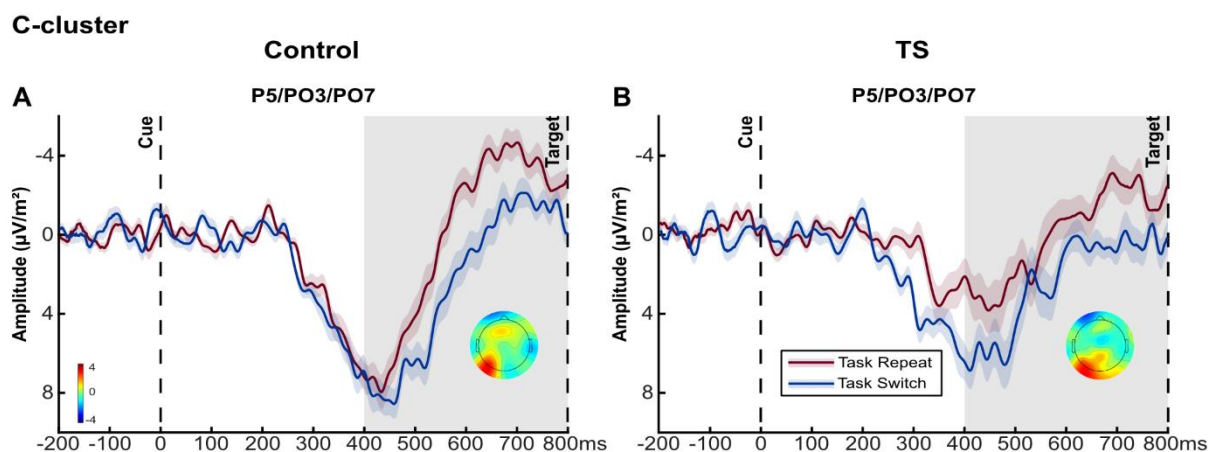 C-cluster
Control
TS
A
P5/PO3/PO7
B
P5/PO3/PO7
Amplitude (μV/m²)
-4
0
4
8
Cue
Target
4
0
-4
-200 -100 0 100 200 300 400 500 600 700 800ms
Amplitude (μV/m²)
-4
0
4
8
Cue
Target
Task Repeat
Task Switch
-200 -100 0 100 200 300 400 500 600 700 800ms